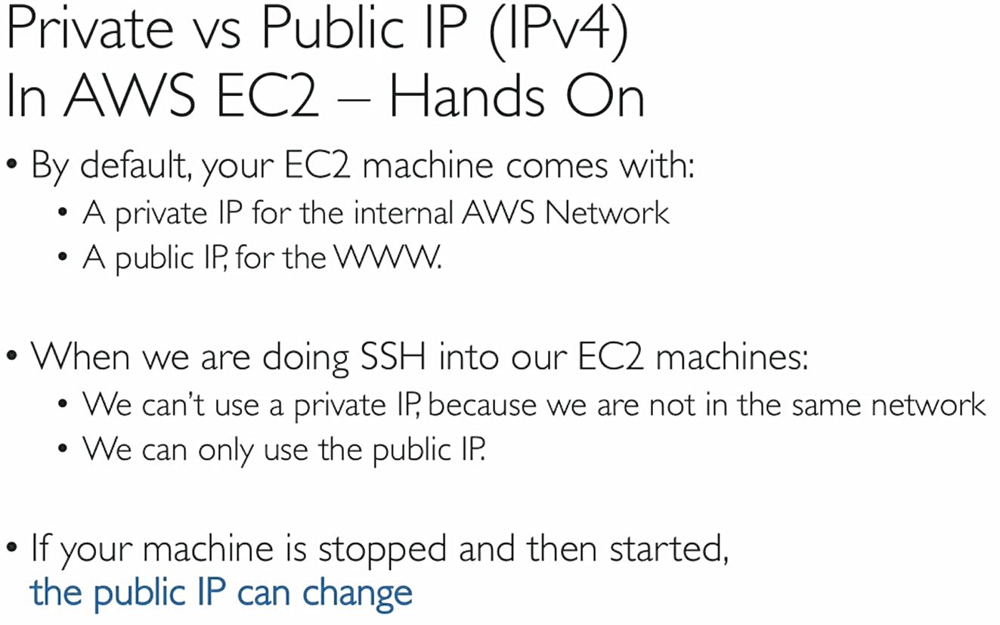 Private vs Public IP (IPv4)
In AWS EC2 – Hands On
• By default, your EC2 machine comes with:
• A private IP for the internal AWS Network
• A public IP, for the WWW.
• When we are doing SSH into our EC2 machines:
• We can't use a private IP, because we are not in the same network
• We can only use the public IP.
• If your machine is stopped and then started,
the public IP can change